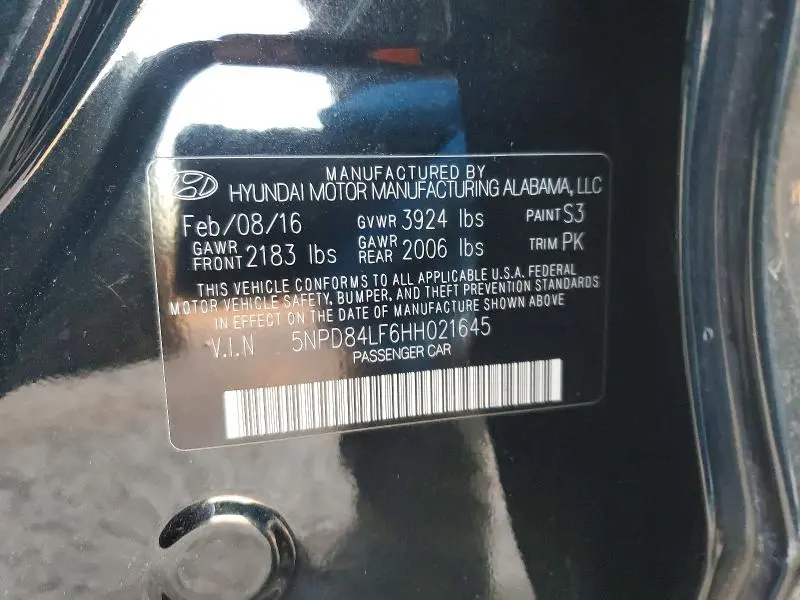 MANUFACTURED BY
HYUNDAI MOTOR MANUFACTURING ALABAMA, LLC
Feb/08/16 GVWR 3924 lbs PAINT S3
GAWR FRONT 2183 lbs GAWR REAR 2006 lbs TRIM PK
THIS VEHICLE CONFORMS TO ALL APPLICABLE U.S.A. FEDERAL
MOTOR VEHICLE SAFETY, BUMPER, AND THEFT PREVENTION STANDARDS
IN EFFECT ON THE DATE OF MANUFACTURE SHOWN ABOVE
V.I.N 5NPD84LF6HH021645
PASSENGER CAR